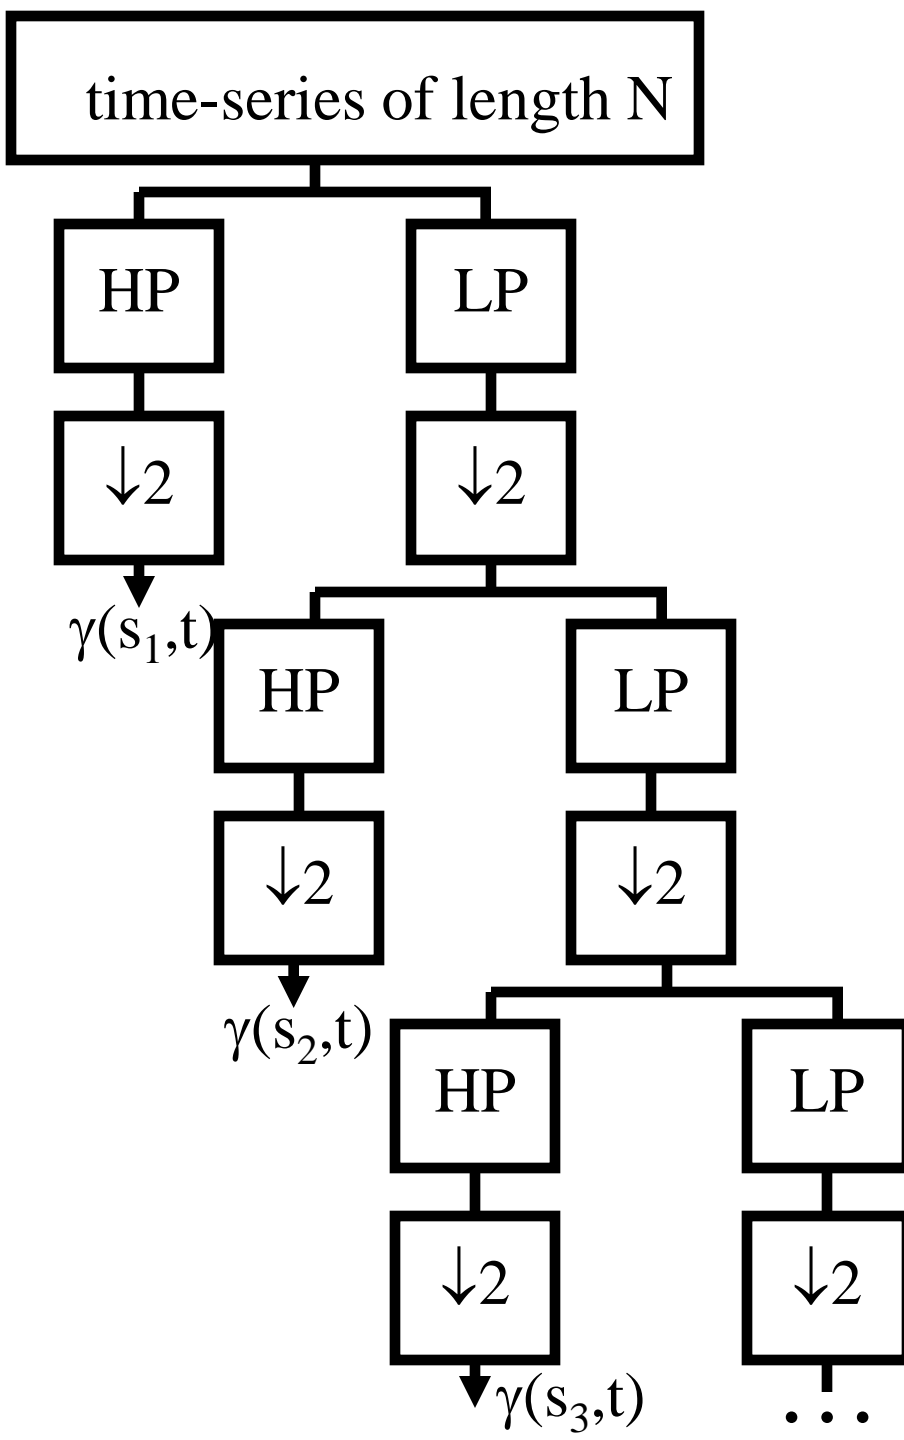 time-series of length N
HP LP
↓2 ↓2
γ(s₁,t)
HP LP
↓2 ↓2
γ(s₂,t)
HP LP
↓2 ↓2
γ(s₃,t) ...